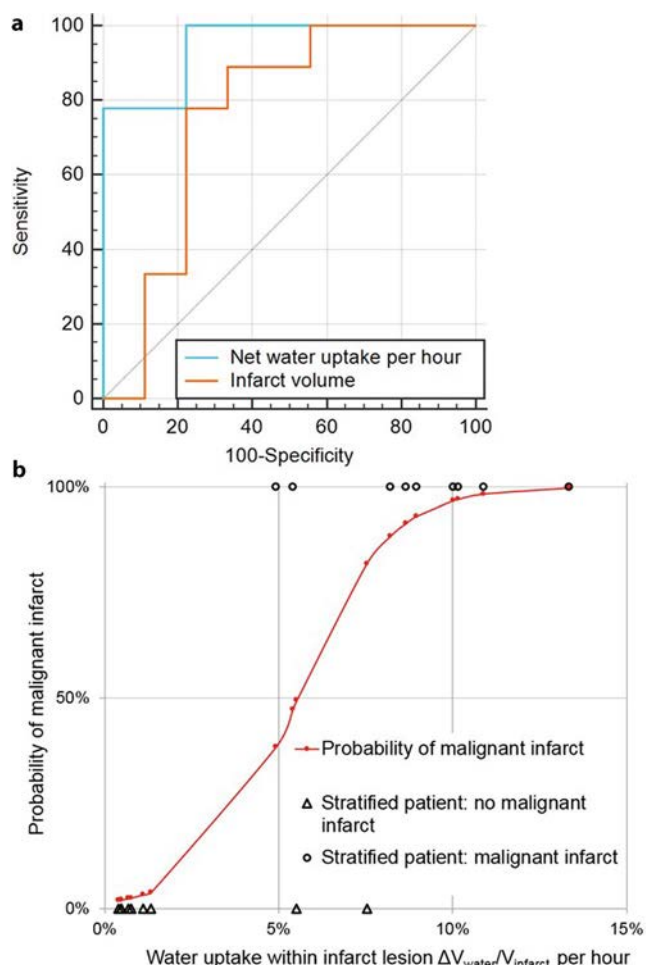 a
100
80
60
40
20
0
Sensitivity
Net water uptake per hour
Infarct volume
0 20 40 60 80 100
100-Specificity
b
100%
50%
0%
Probability of malignant infarct
Probability of malignant infarct
Stratified patient: no malignant
infarct
Stratified patient: malignant infarct
0% 5% 10% 15%
Water uptake within infarct lesion ΔVwater/Vinfarct per hour